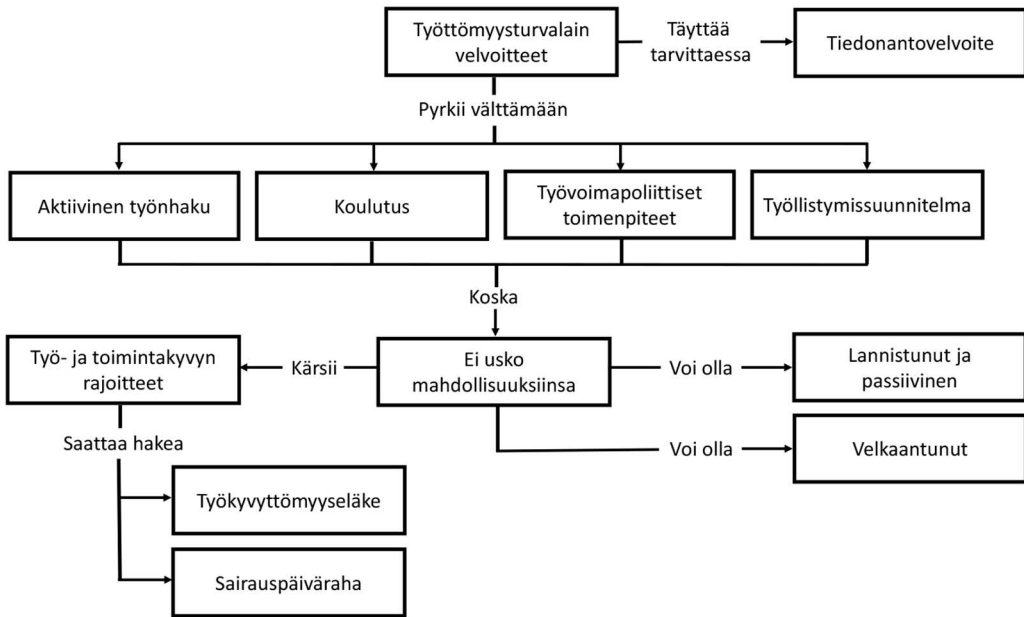 Työttömyysturvalain
velvoitteet
Täyttää
tarvittaessa
Tiedonantovelvoite
Pyrkii välttämään
Aktiivinen työnhaku
Koulutus
Työvoimapoliittiset
toimenpiteet
Työllistymissuunnitelma
Koska
Työ- ja toimintakyvyn
rajoitteet
Kärsii
Ei usko
mahdollisuuksiinsa
Voi olla
Lannistunut ja
passiivinen
Saattaa hakea
Voi olla
Velkaantunut
Työkyvyttömyyseläke
Sairauspäiväraha